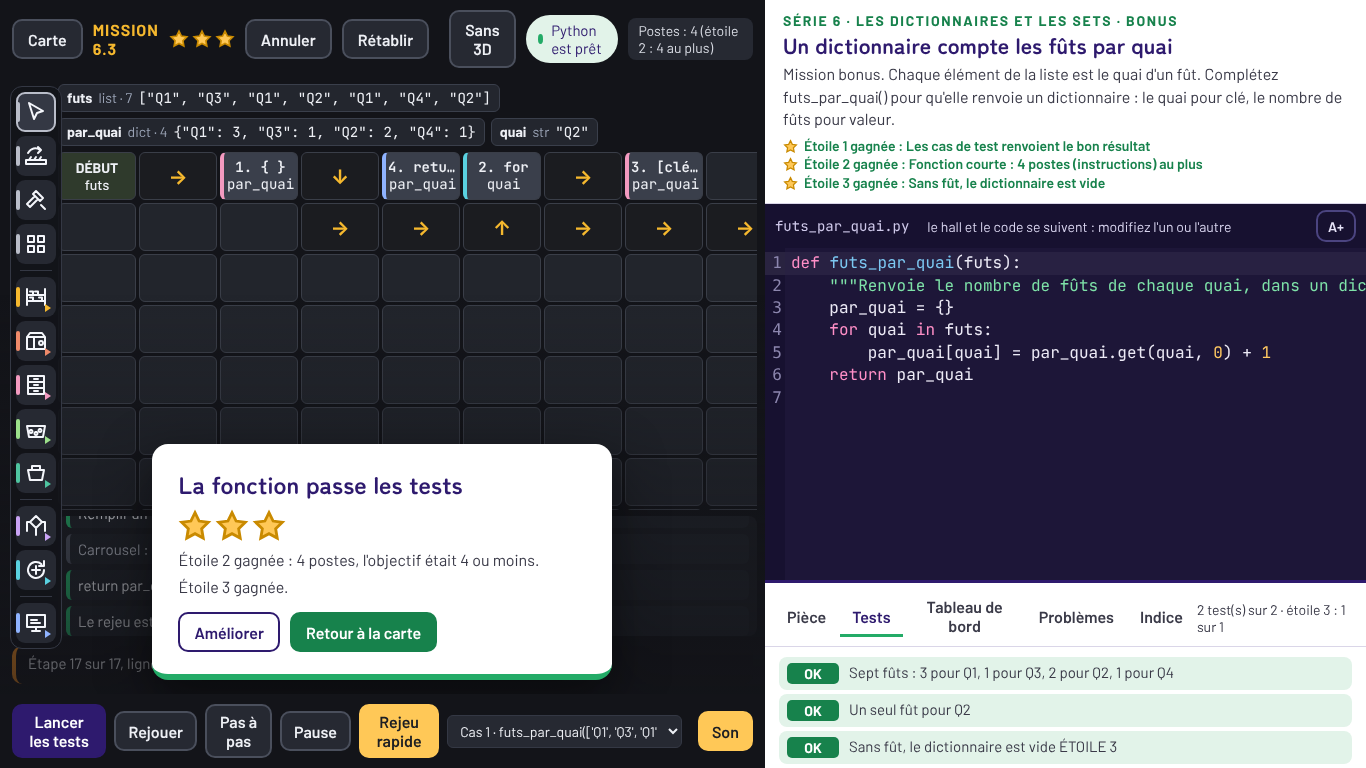 Carte
MISSION 6.3
Annuler
Rétablir
Sans 3D
Python est prêt
Postes : 4 (étoile 2 : 4 au plus)
futs list · 7 ["Q1", "Q3", "Q1", "Q2", "Q1", "Q4", "Q2"]
par_quai dict · 4 {"Q1": 3, "Q3": 1, "Q2": 2, "Q4": 1}
quai str "Q2"
DÉBUT
futs
1. { }
par_quai
4. retu…
par_quai
2. for
quai
3. [clé…
par_quai
Carrousel :
return par_
Le rejeu est
Étape 17 sur 17, lign
La fonction passe les tests
Étoile 2 gagnée : 4 postes, l'objectif était 4 ou moins.
Étoile 3 gagnée.
Améliorer
Retour à la carte
Lancer les tests
Rejouer
Pas à pas
Pause
Rejeu rapide
Cas 1 · futs_par_quai(['Q1', 'Q3', 'Q1'
Son
SÉRIE 6 · LES DICTIONNAIRES ET LES SETS · BONUS
Un dictionnaire compte les fûts par quai
Mission bonus. Chaque élément de la liste est le quai d'un fût. Complétez
futs_par_quai() pour qu'elle renvoie un dictionnaire : le quai pour clé, le nombre de
fûts pour valeur.
Étoile 1 gagnée : Les cas de test renvoient le bon résultat
Étoile 2 gagnée : Fonction courte : 4 postes (instructions) au plus
Étoile 3 gagnée : Sans fût, le dictionnaire est vide
futs_par_quai.py
le hall et le code se suivent : modifiez l'un ou l'autre
A+
1 def futs_par_quai(futs):
2 """Renvoie le nombre de fûts de chaque quai, dans un dic
3 par_quai = {}
4 for quai in futs:
5 par_quai[quai] = par_quai.get(quai, 0) + 1
6 return par_quai
7
Pièce
Tests
Tableau de bord
Problèmes
Indice
2 test(s) sur 2 · étoile 3 : 1 sur 1
OK Sept fûts : 3 pour Q1, 1 pour Q3, 2 pour Q2, 1 pour Q4
OK Un seul fût pour Q2
OK Sans fût, le dictionnaire est vide ÉTOILE 3